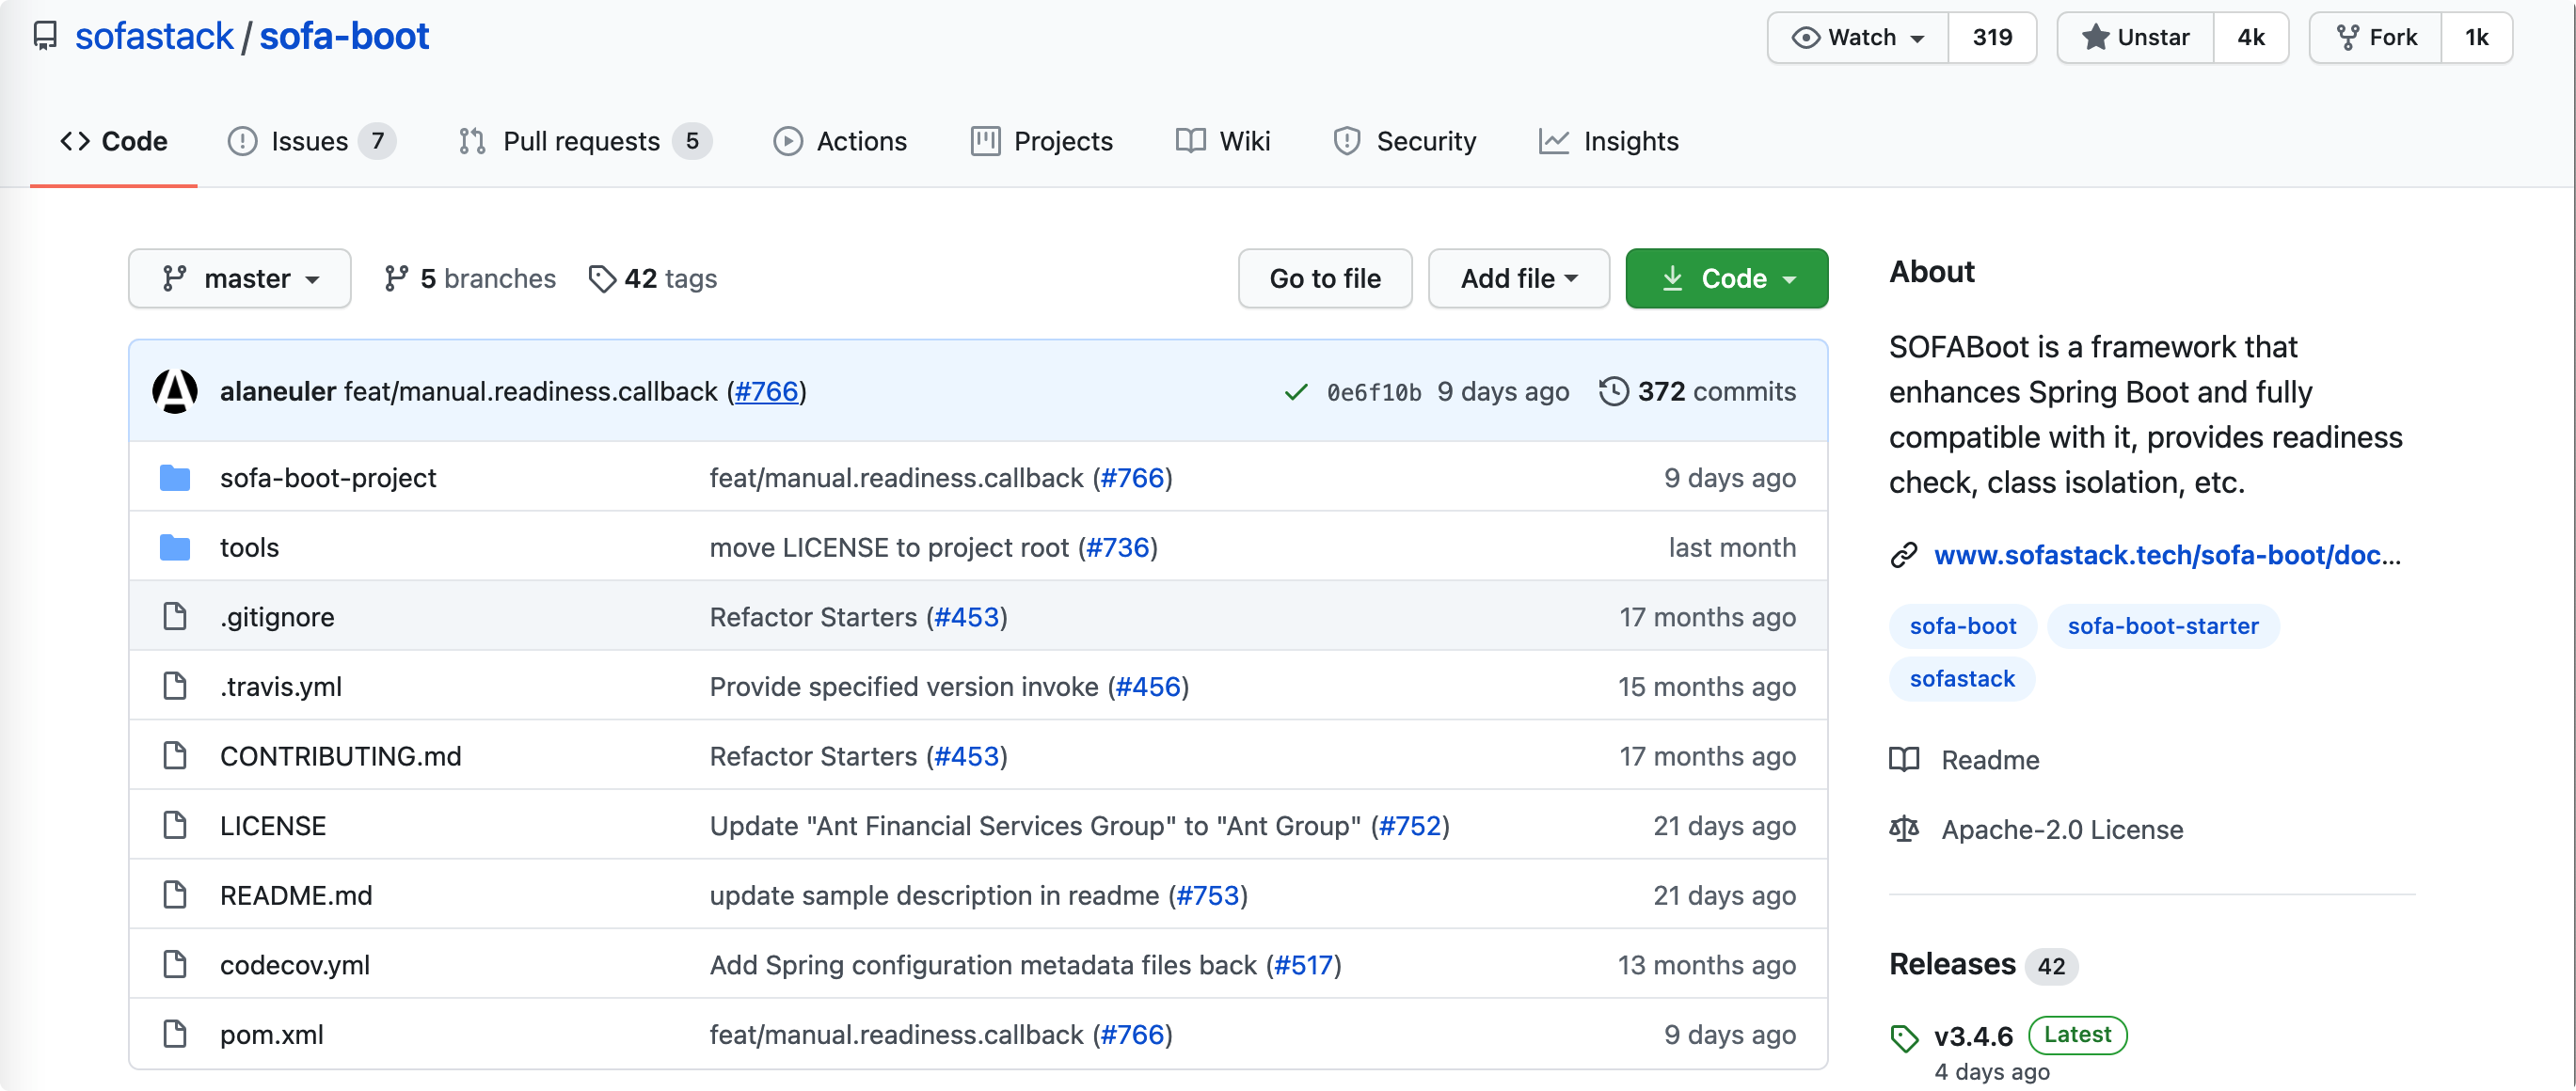 sofastack / sofa-boot
Watch 319 Unstar 4k Fork 1k
Code Issues 7 Pull requests 5 Actions Projects Wiki Security Insights
master 5 branches 42 tags Go to file Add file Code
alaneuler feat/manual.readiness.callback (#766) 0e6f10b 9 days ago 372 commits
sofa-boot-project feat/manual.readiness.callback (#766) 9 days ago
tools move LICENSE to project root (#736) last month
.gitignore Refactor Starters (#453) 17 months ago
.travis.yml Provide specified version invoke (#456) 15 months ago
CONTRIBUTING.md Refactor Starters (#453) 17 months ago
LICENSE Update "Ant Financial Services Group" to "Ant Group" (#752) 21 days ago
README.md update sample description in readme (#753) 21 days ago
codecov.yml Add Spring configuration metadata files back (#517) 13 months ago
pom.xml feat/manual.readiness.callback (#766) 9 days ago
About
SOFABoot is a framework that
enhances Spring Boot and fully
compatible with it, provides readiness
check, class isolation, etc.
www.sofastack.tech/sofa-boot/doc...
sofa-boot sofa-boot-starter
sofastack
Readme
Apache-2.0 License
Releases 42
v3.4.6 Latest
4 days ago